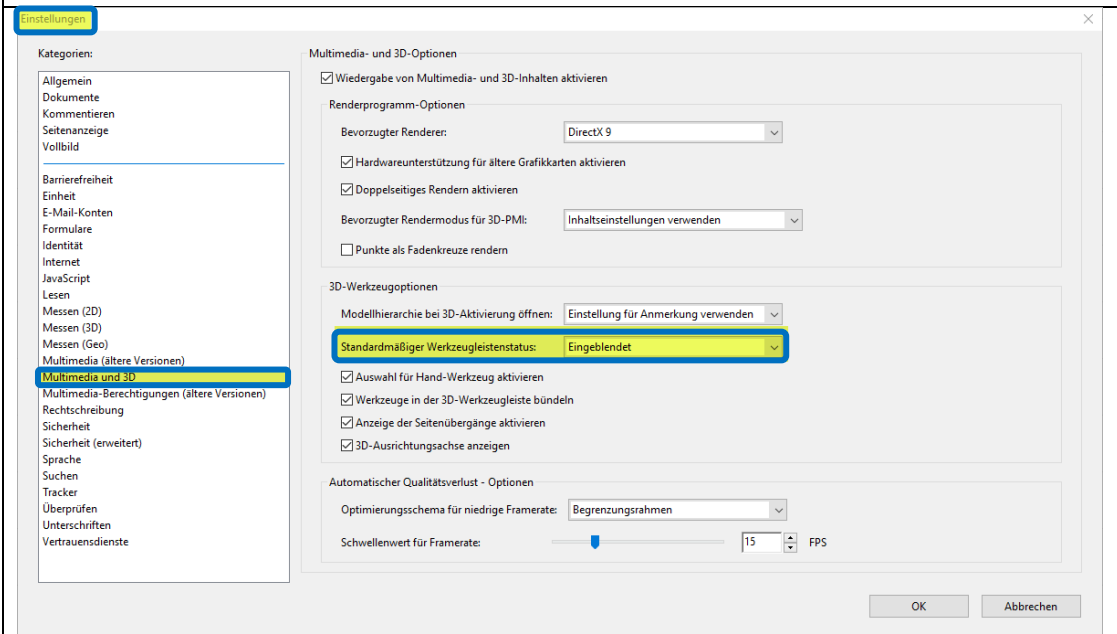 Einstellungen
Kategorien:
Allgemein
Dokumente
Kommentieren
Seitenanzeige
Vollbild
Barrierefreiheit
Einheit
E-Mail-Konten
Formulare
Identität
Internet
JavaScript
Lesen
Messen (2D)
Messen (3D)
Messen (Geo)
Multimedia (ältere Versionen)
Multimedia und 3D
Multimedia-Berechtigungen (ältere Versionen)
Rechtschreibung
Sicherheit
Sicherheit (erweitert)
Sprache
Suchen
Tracker
Überprüfen
Unterschriften
Vertrauensdienste
Multimedia- und 3D-Optionen
Wiedergabe von Multimedia- und 3D-Inhalten aktivieren
Renderprogramm-Optionen
Bevorzugter Renderer: DirectX 9
Hardwareunterstützung für ältere Grafikkarten aktivieren
Doppelseitiges Rendern aktivieren
Bevorzugter Rendermodus für 3D-PMI: Inhaltseinstellungen verwenden
Punkte als Fadenkreuze rendern
3D-Werkzeugoptionen
Modellhierarchie bei 3D-Aktivierung öffnen: Einstellung für Anmerkung verwenden
Standardmäßiger Werkzeugleistenstatus: Eingeblendet
Auswahl für Hand-Werkzeug aktivieren
Werkzeuge in der 3D-Werkzeugleiste bündeln
Anzeige der Seitenübergänge aktivieren
3D-Ausrichtungsachse anzeigen
Automatischer Qualitätsverlust - Optionen
Optimierungsschema für niedrige Framerate: Begrenzungsrahmen
Schwellenwert für Framerate: 15 FPS
OK Abbrechen